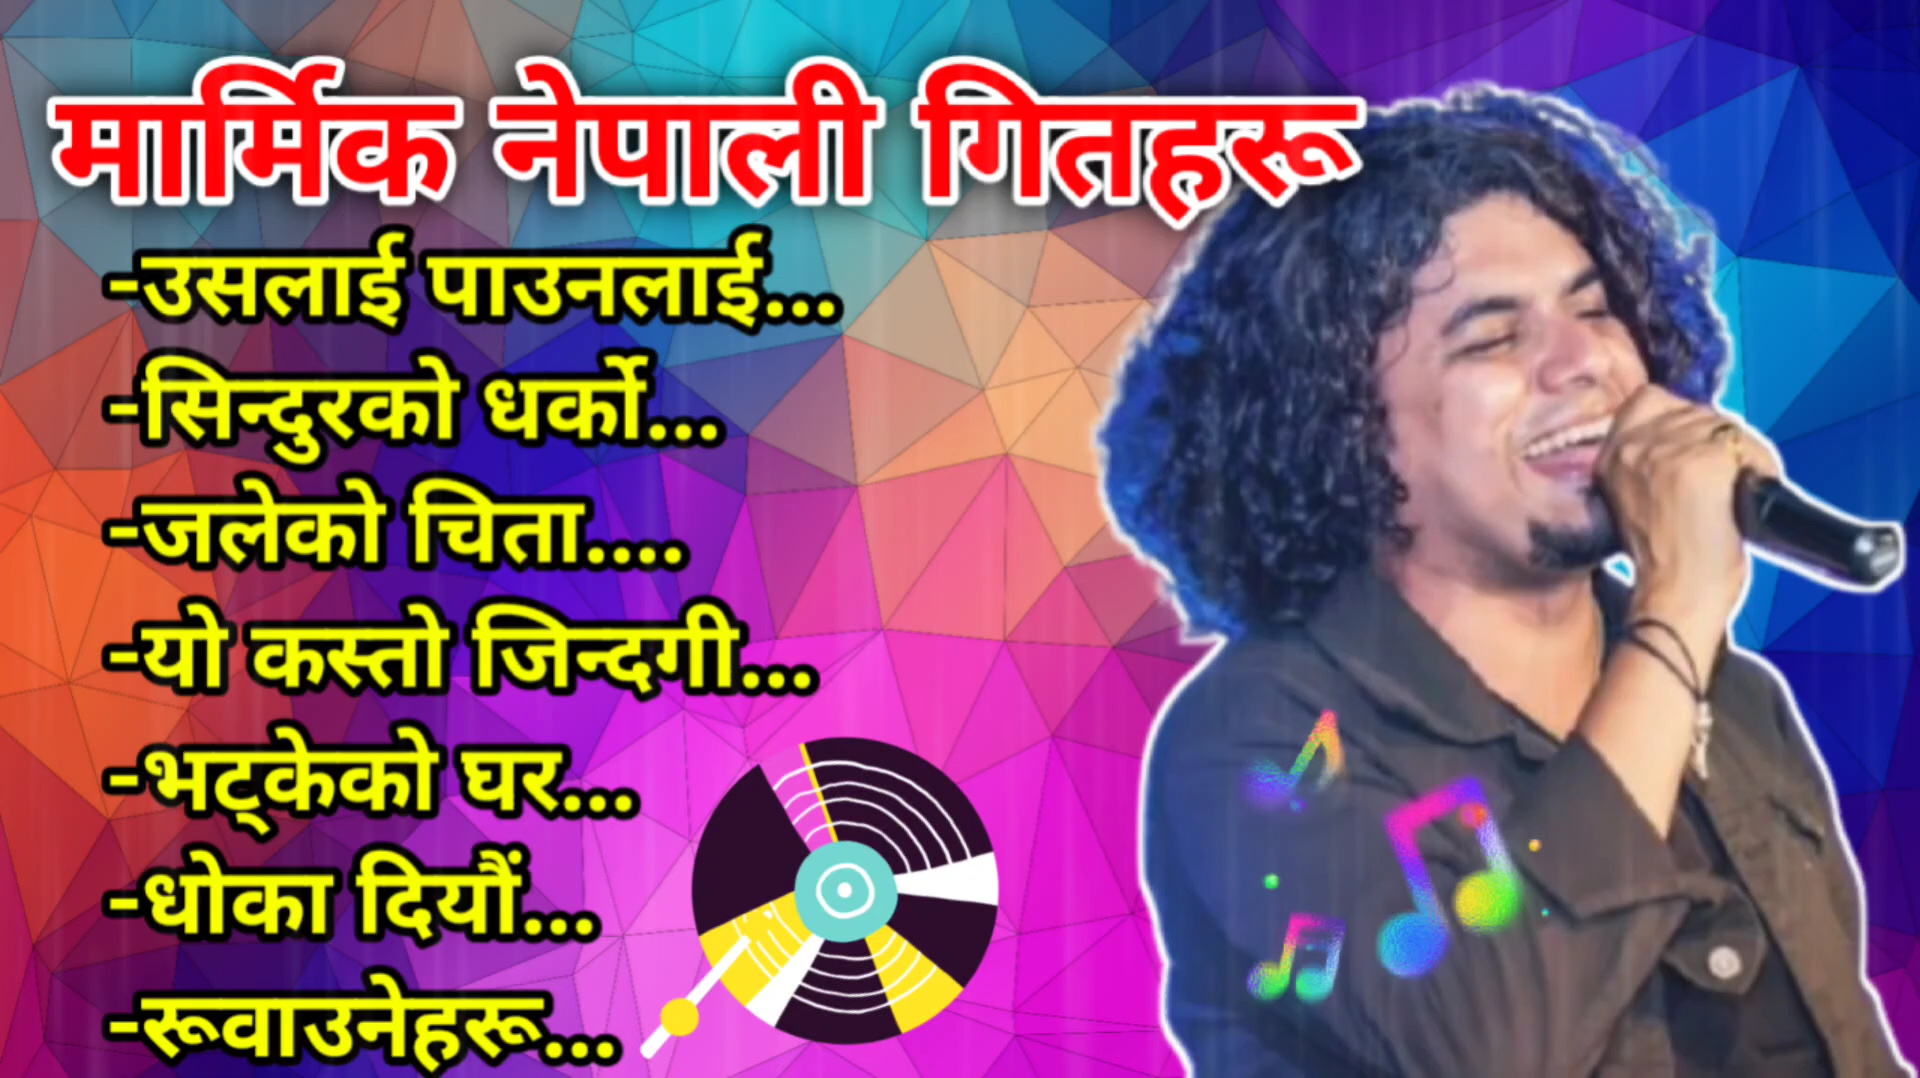 मार्मिक नेपाली गितहरू
-उसलाई पाउनलाई...
-सिन्दुरको धर्को...
-जलेको चिता....
-यो कस्तो जिन्दगी...
-भट्केको घर...
-धोका दियौं...
-रूवाउनेहरू...